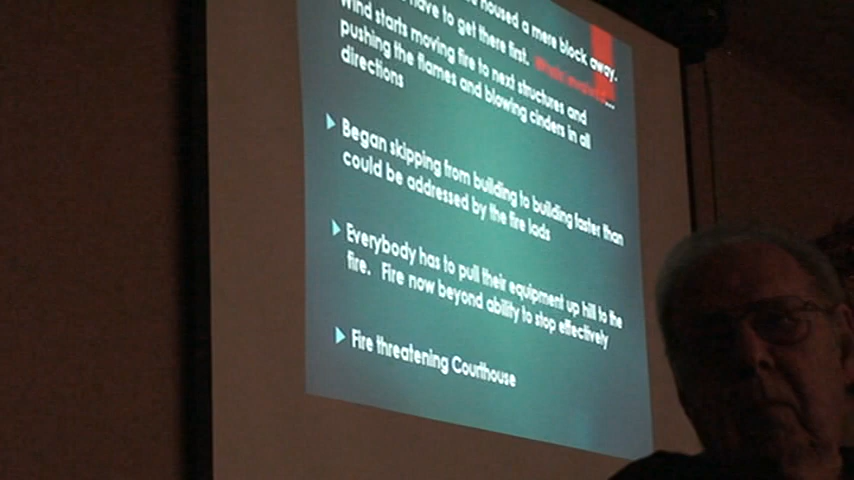 housed a mere block away.
have to get there first.
Wind starts moving fire to next structures and
pushing the flames and blowing cinders in all
directions
Began skipping from building to building faster than
could be addressed by the fire lads
Everybody has to pull their equipment up hill to the
fire. Fire now beyond ability to stop effectively
Fire threatening Courthouse